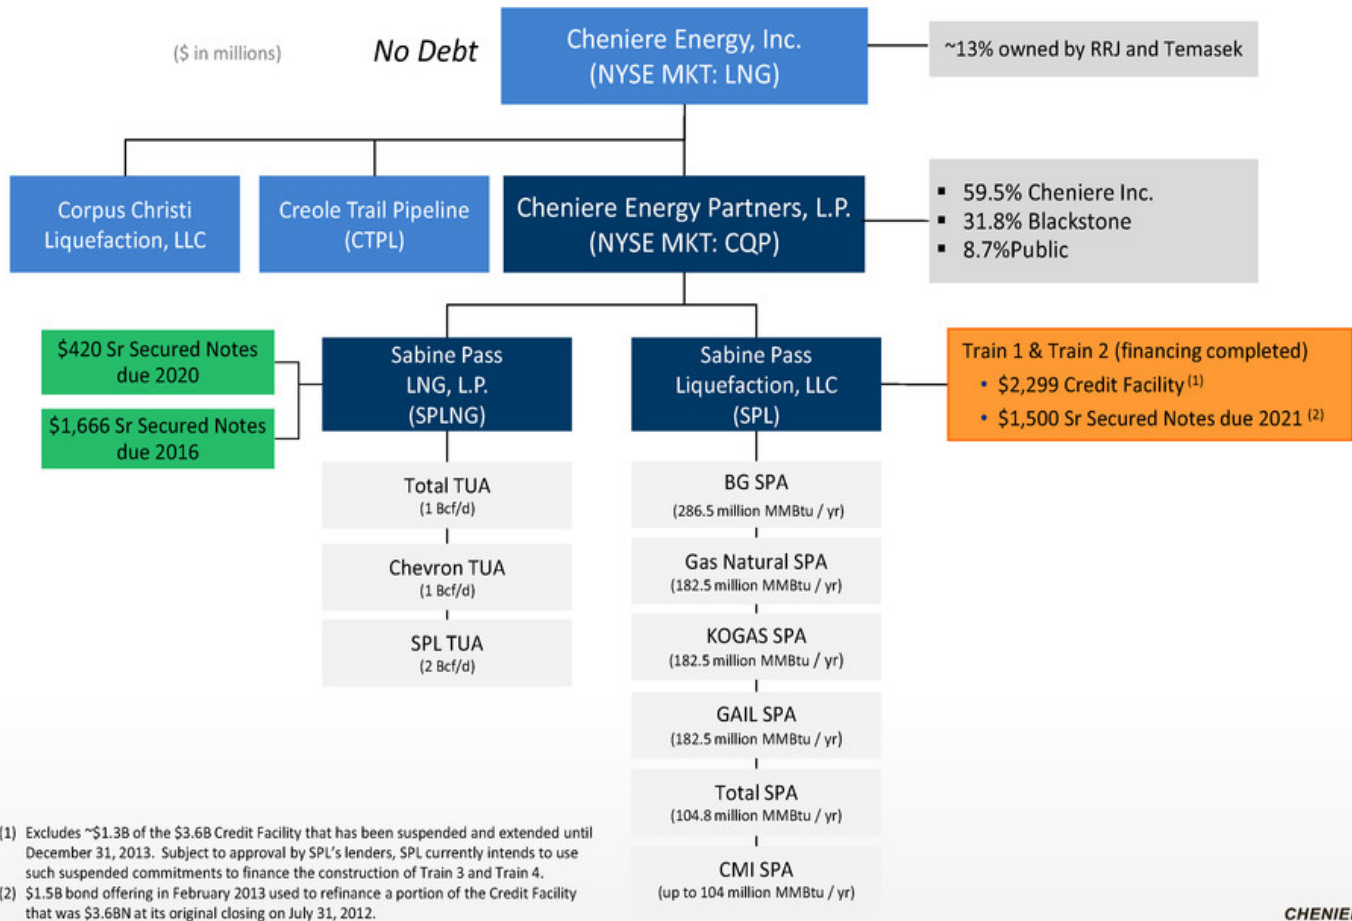 ($ in millions)
No Debt
Cheniere Energy, Inc.
(NYSE MKT: LNG)
~13% owned by RRJ and Temasek
Corpus Christi
Liquefaction, LLC
Creole Trail Pipeline
(CTPL)
Cheniere Energy Partners, L.P.
(NYSE MKT: CQP)
▪ 59.5% Cheniere Inc.
▪ 31.8% Blackstone
▪ 8.7%Public
$420 Sr Secured Notes
due 2020
$1,666 Sr Secured Notes
due 2016
Sabine Pass
LNG, L.P.
(SPLNG)
Sabine Pass
Liquefaction, LLC
(SPL)
Train 1 & Train 2 (financing completed)
• $2,299 Credit Facility (1)
• $1,500 Sr Secured Notes due 2021 (2)
Total TUA
(1 Bcf/d)
Chevron TUA
(1 Bcf/d)
SPL TUA
(2 Bcf/d)
BG SPA
(286.5 million MMBtu / yr)
Gas Natural SPA
(182.5 million MMBtu / yr)
KOGAS SPA
(182.5 million MMBtu / yr)
GAIL SPA
(182.5 million MMBtu / yr)
Total SPA
(104.8 million MMBtu / yr)
CMI SPA
(up to 104 million MMBtu / yr)
(1) Excludes ~$1.3B of the $3.6B Credit Facility that has been suspended and extended until
December 31, 2013. Subject to approval by SPL's lenders, SPL currently intends to use
such suspended commitments to finance the construction of Train 3 and Train 4.
(2) $1.5B bond offering in February 2013 used to refinance a portion of the Credit Facility
that was $3.6BN at its original closing on July 31, 2012.